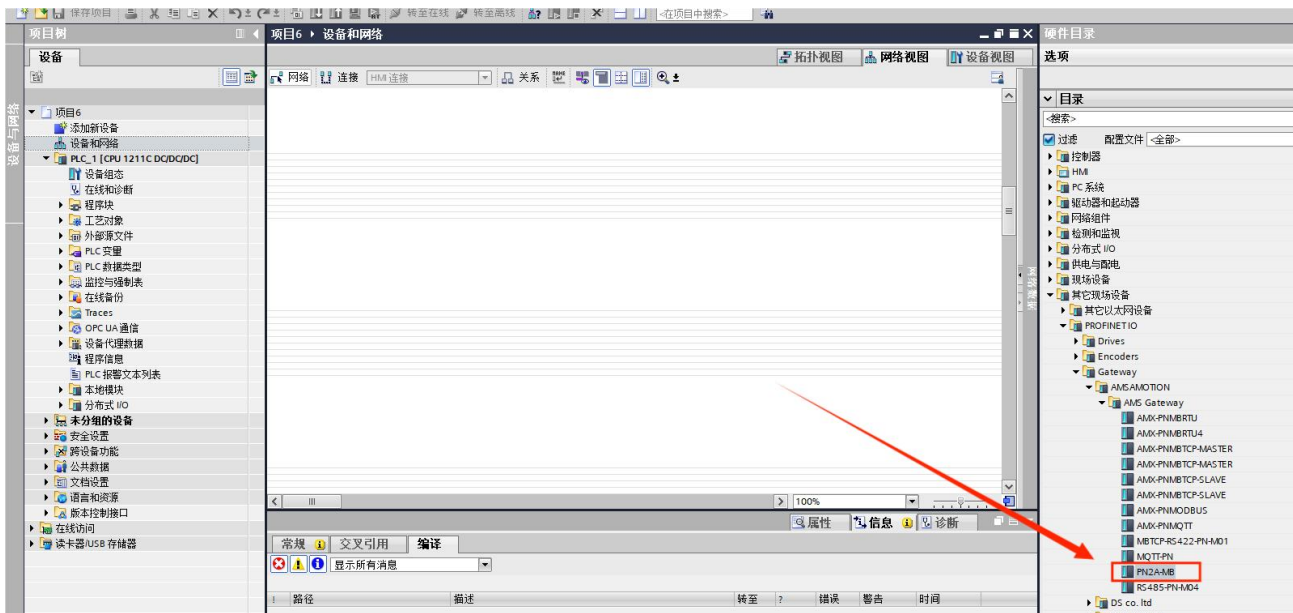 保存项目
转至在线
转至离线
<在项目中搜索>
项目树
项目6 ▸ 设备和网络
硬件目录
设备
拓扑视图
网络视图
设备视图
选项
网络
连接
HMI 连接
关系
设备与网络
项目6
添加新设备
设备和网络
PLC_1 [CPU 1211C DC/DC/DC]
设备组态
在线和诊断
程序块
工艺对象
外部源文件
PLC 变量
PLC 数据类型
监控与强制表
在线备份
Traces
OPC UA 通信
设备代理数据
程序信息
PLC 报警文本列表
本地模块
分布式 I/O
未分组的设备
安全设置
跨设备功能
公共数据
文档设置
语言和资源
版本控制接口
在线访问
读卡器/USB 存储器
网络数据
100%
属性
信息
诊断
常规
交叉引用
编译
显示所有消息
!
路径
描述
转至
?
错误
警告
时间
目录
<搜索>
过滤
配置文件
<全部>
控制器
HMI
PC 系统
驱动器和起动器
网络组件
检测和监视
分布式 I/O
供电与配电
现场设备
其它现场设备
其它以太网设备
PROFINET IO
Drives
Encoders
Gateway
AMSAMOTION
AMS Gateway
AMX-PNMBRTU
AMX-PNMBRTU4
AMX-PNMBTCP-MASTER
AMX-PNMBTCP-MASTER
AMX-PNMBTCP-SLAVE
AMX-PNMBTCP-SLAVE
AMX-PNMODBUS
AMX-PNMQTT
MBTCP-RS422-PN-M01
MQTT-PN
PN2A-MB
RS485-PN-M04
DS co. ltd